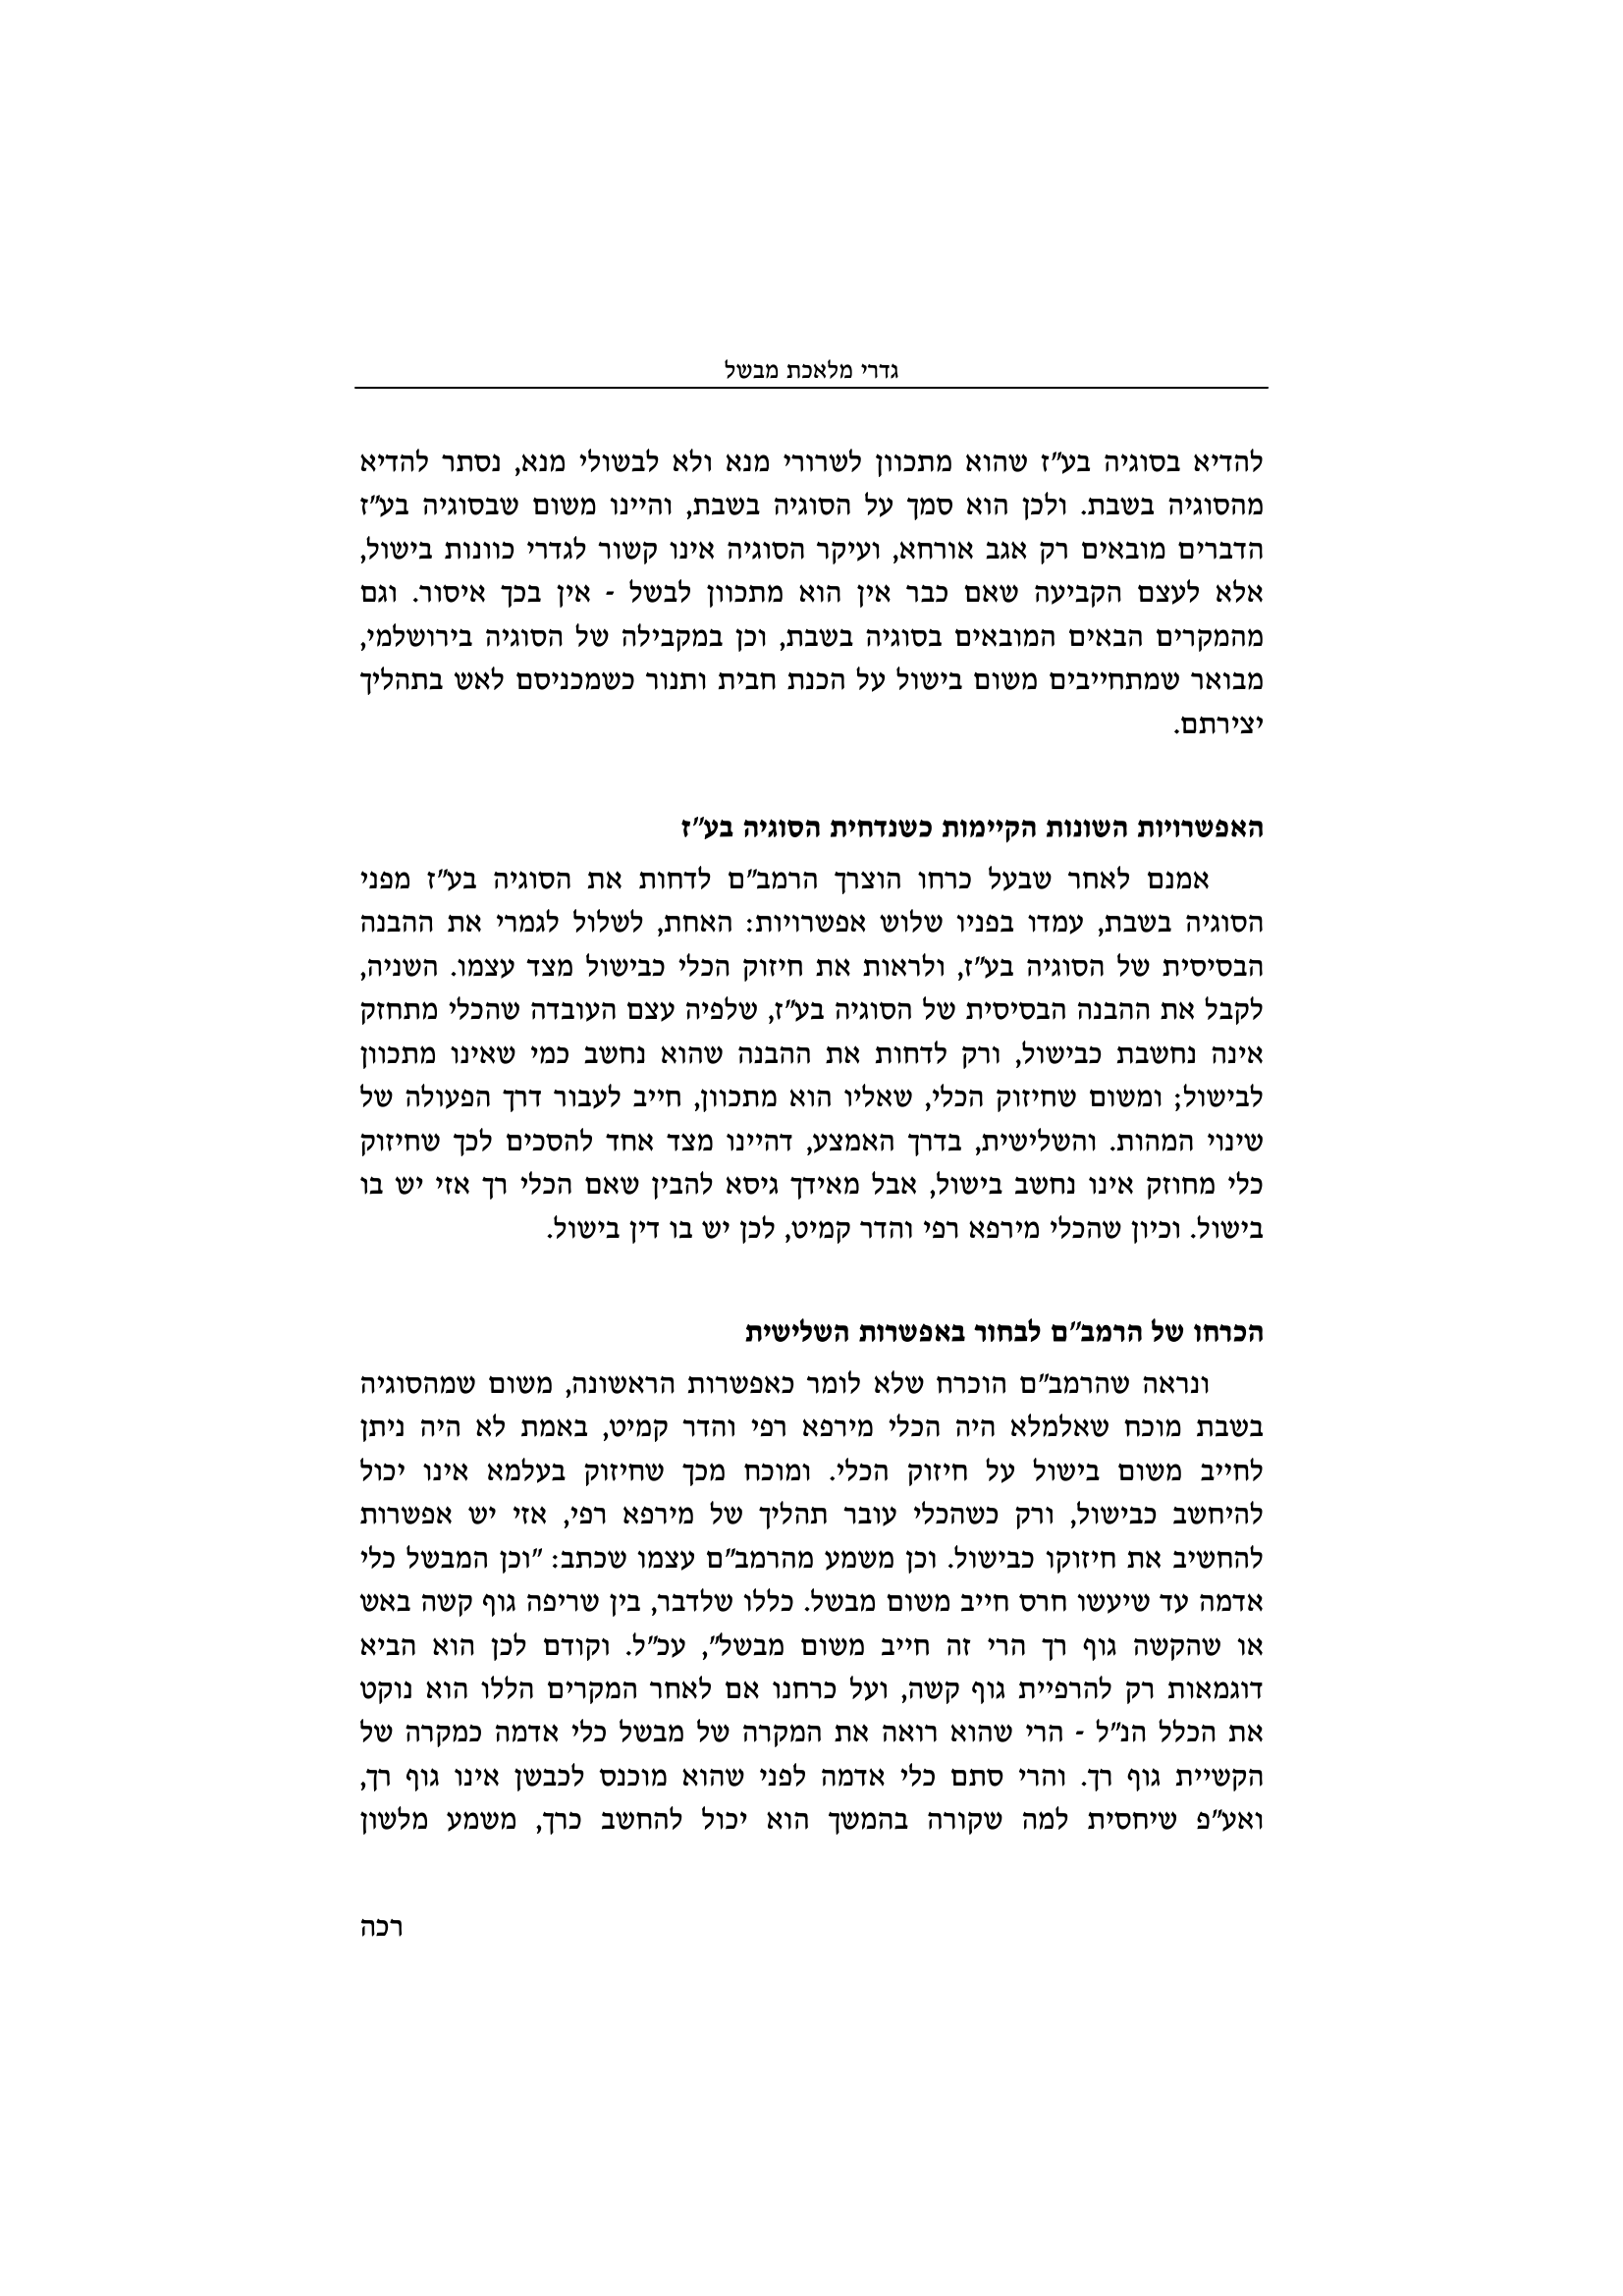 גדרי מלאכת מבשל
להדיא בסוגיה בע"ז שהוא מתכוון לשרורי מנא ולא לבשולי מנא, נסתר להדיא
מהסוגיה בשבת. ולכן הוא סמך על הסוגיה בשבת, והיינו משום שבסוגיה בע"ז
הדברים מובאים רק אגב אורחא, ועיקר הסוגיה אינו קשור לגדרי כוונות בישול,
אלא לעצם הקביעה שאם כבר אין הוא מתכוון לבשל - אין בכך איסור. וגם
מהמקרים הבאים המובאים בסוגיה בשבת, וכן במקבילה של הסוגיה בירושלמי,
מבואר שמתחייבים משום בישול על הכנת חבית ותנור כשמכניסם לאש בתהליך
יצירתם.
האפשרויות השונות הקיימות כשנדחית הסוגיה בע"ז
אמנם לאחר שבעל כרחו הוצרך הרמב"ם לדחות את הסוגיה בע"ז מפני
הסוגיה בשבת, עמדו בפניו שלוש אפשרויות: האחת, לשלול לגמרי את ההבנה
הבסיסית של הסוגיה בע"ז, ולראות את חיזוק הכלי כבישול מצד עצמו. השניה,
לקבל את ההבנה הבסיסית של הסוגיה בע"ז, שלפיה עצם העובדה שהכלי מתחזק
אינה נחשבת כבישול, ורק לדחות את ההבנה שהוא נחשב כמי שאינו מתכוון
לבישול; ומשום שחיזוק הכלי, שאליו הוא מתכוון, חייב לעבור דרך הפעולה של
שינוי המהות. והשלישית, בדרך האמצע, דהיינו מצד אחד להסכים לכך שחיזוק
כלי מחוזק אינו נחשב בישול, אבל מאידך גיסא להבין שאם הכלי רך אזי יש בו
בישול. וכיון שהכלי מירפא רפי והדר קמיט, לכן יש בו דין בישול.
הכרחו של הרמב"ם לבחור באפשרות השלישית
ונראה שהרמב"ם הוכרח שלא לומר כאפשרות הראשונה, משום שמהסוגיה
בשבת מוכח שאלמלא היה הכלי מירפא רפי והדר קמיט, באמת לא היה ניתן
לחייב משום בישול על חיזוק הכלי. ומוכח מכך שחיזוק בעלמא אינו יכול
להיחשב כבישול, ורק כשהכלי עובר תהליך של מירפא רפי, אזי יש אפשרות
להחשיב את חיזוקו כבישול. וכן משמע מהרמב"ם עצמו שכתב: "וכן המבשל כלי
אדמה עד שיעשו חרס חייב משום מבשל. כללו שלדבר, בין שריפה גוף קשה באש
או שהקשה גוף רך הרי זה חייב משום מבשל", עכ"ל. וקודם לכן הוא הביא
דוגמאות רק להרפיית גוף קשה, ועל כרחנו אם לאחר המקרים הללו הוא נוקט
את הכלל הנ"ל - הרי שהוא רואה את המקרה של מבשל כלי אדמה כמקרה של
הקשיית גוף רך. והרי סתם כלי אדמה לפני שהוא מוכנס לכבשן אינו גוף רך,
ואע"פ שיחסית למה שקורה בהמשך הוא יכול להחשב כרך, משמע מלשון
רכה